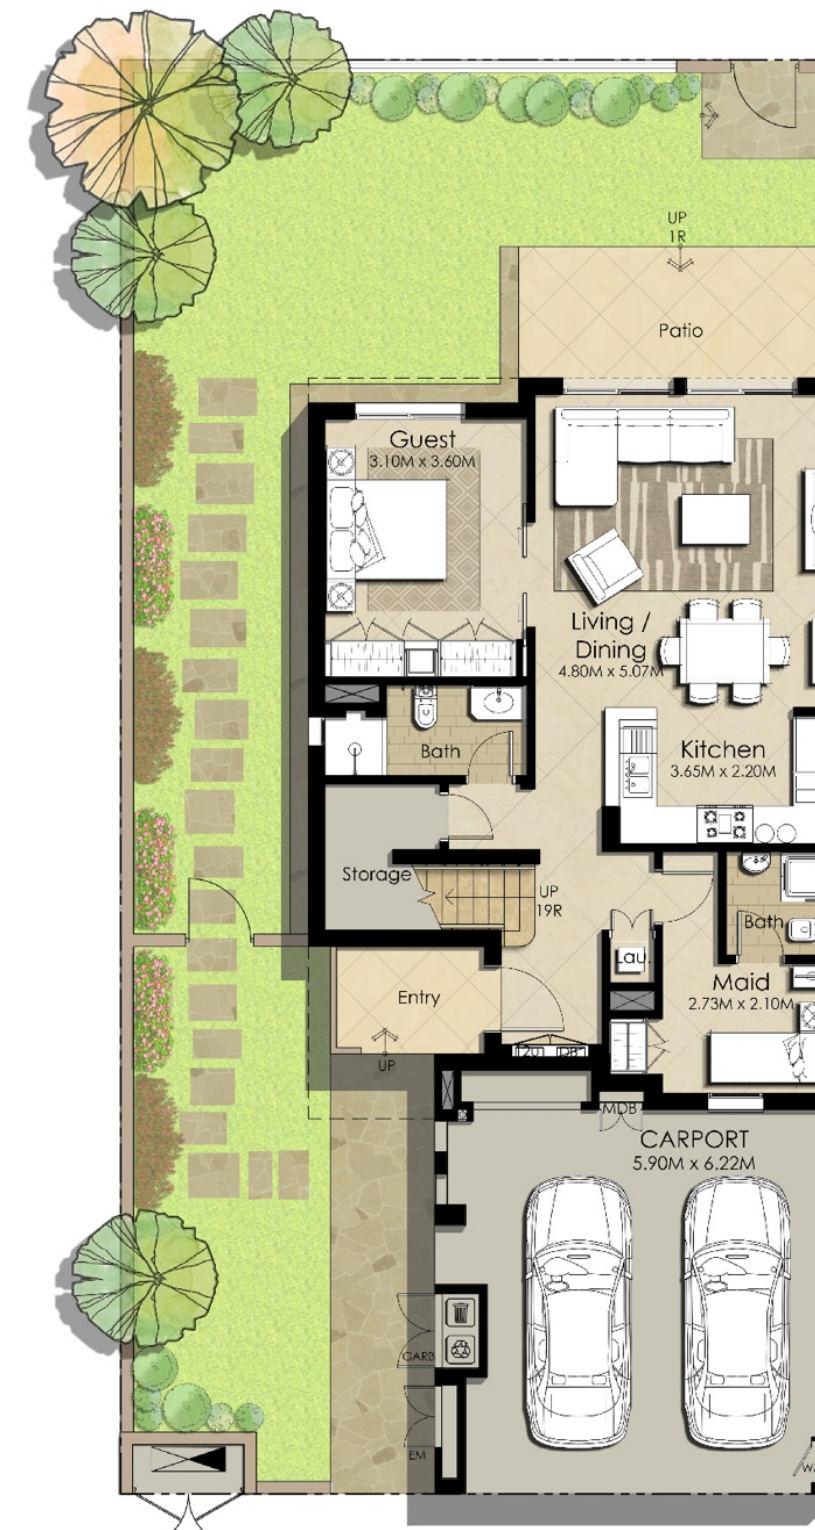 UP
1R
Patio
Guest
3.10M x 3.60M
Living /
Dining
4.80M x 5.07M
Bath
Kitchen
3.65M x 2.20M
Storage
UP
19R
Bath
Lau.
Maid
2.73M x 2.10M
Entry
UP
MDB
CARPORT
5.90M x 6.22M
GARB
EM